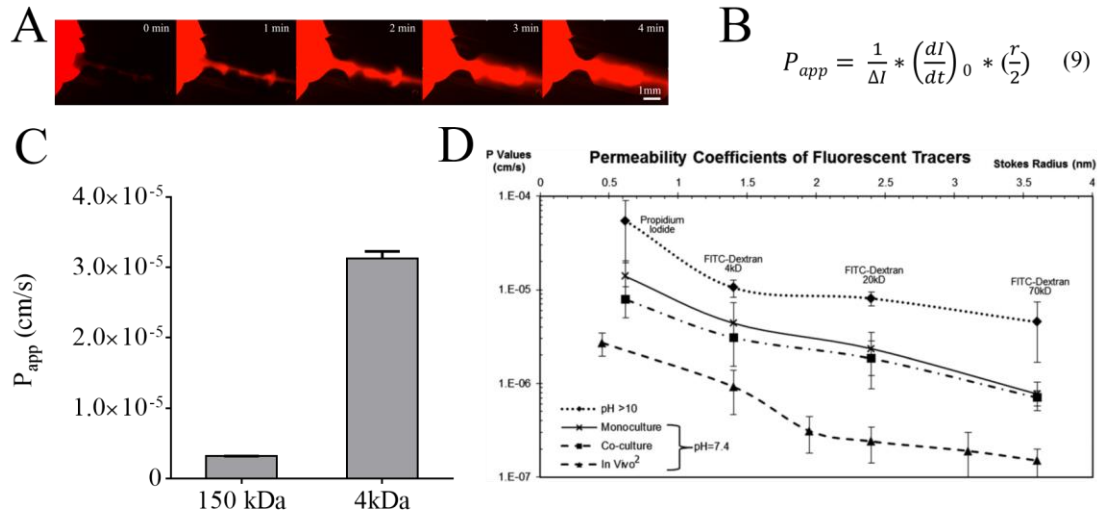 A
0 min
1 min
2 min
3 min
4 min
1mm
B
P_app = 1/ΔI * (dI/dt)_0 * (r/2) (9)
C
P_app (cm/s)
4.0×10^-5
3.0×10^-5
2.0×10^-5
1.0×10^-5
0
150 kDa 4kDa
D
P Values
(cm/s)
Permeability Coefficients of Fluorescent Tracers
Stokes Radius (nm)
0 0.5 1 1.5 2 2.5 3 3.5 4
1.E-04
1.E-05
1.E-06
1.E-07
Propidium
Iodide
FITC-Dextran
4kD
FITC-Dextran
20kD
FITC-Dextran
70kD
pH >10
Monoculture
Co-culture
In Vivo²
pH=7.4